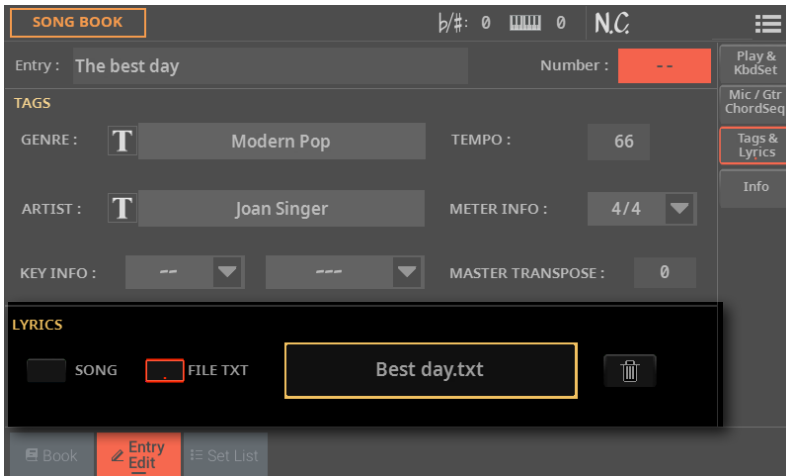 SONG BOOK
♭/#: 0 0 N.C.
Entry : The best day Number : --
Play & KbdSet
TAGS
Mic / Gtr ChordSeq
GENRE : T Modern Pop TEMPO : 66
Tags & Lyrics
Info
ARTIST : T Joan Singer METER INFO : 4/4
KEY INFO : -- --- MASTER TRANSPOSE : 0
LYRICS
SONG FILE TXT Best day.txt
Book Entry Edit Set List